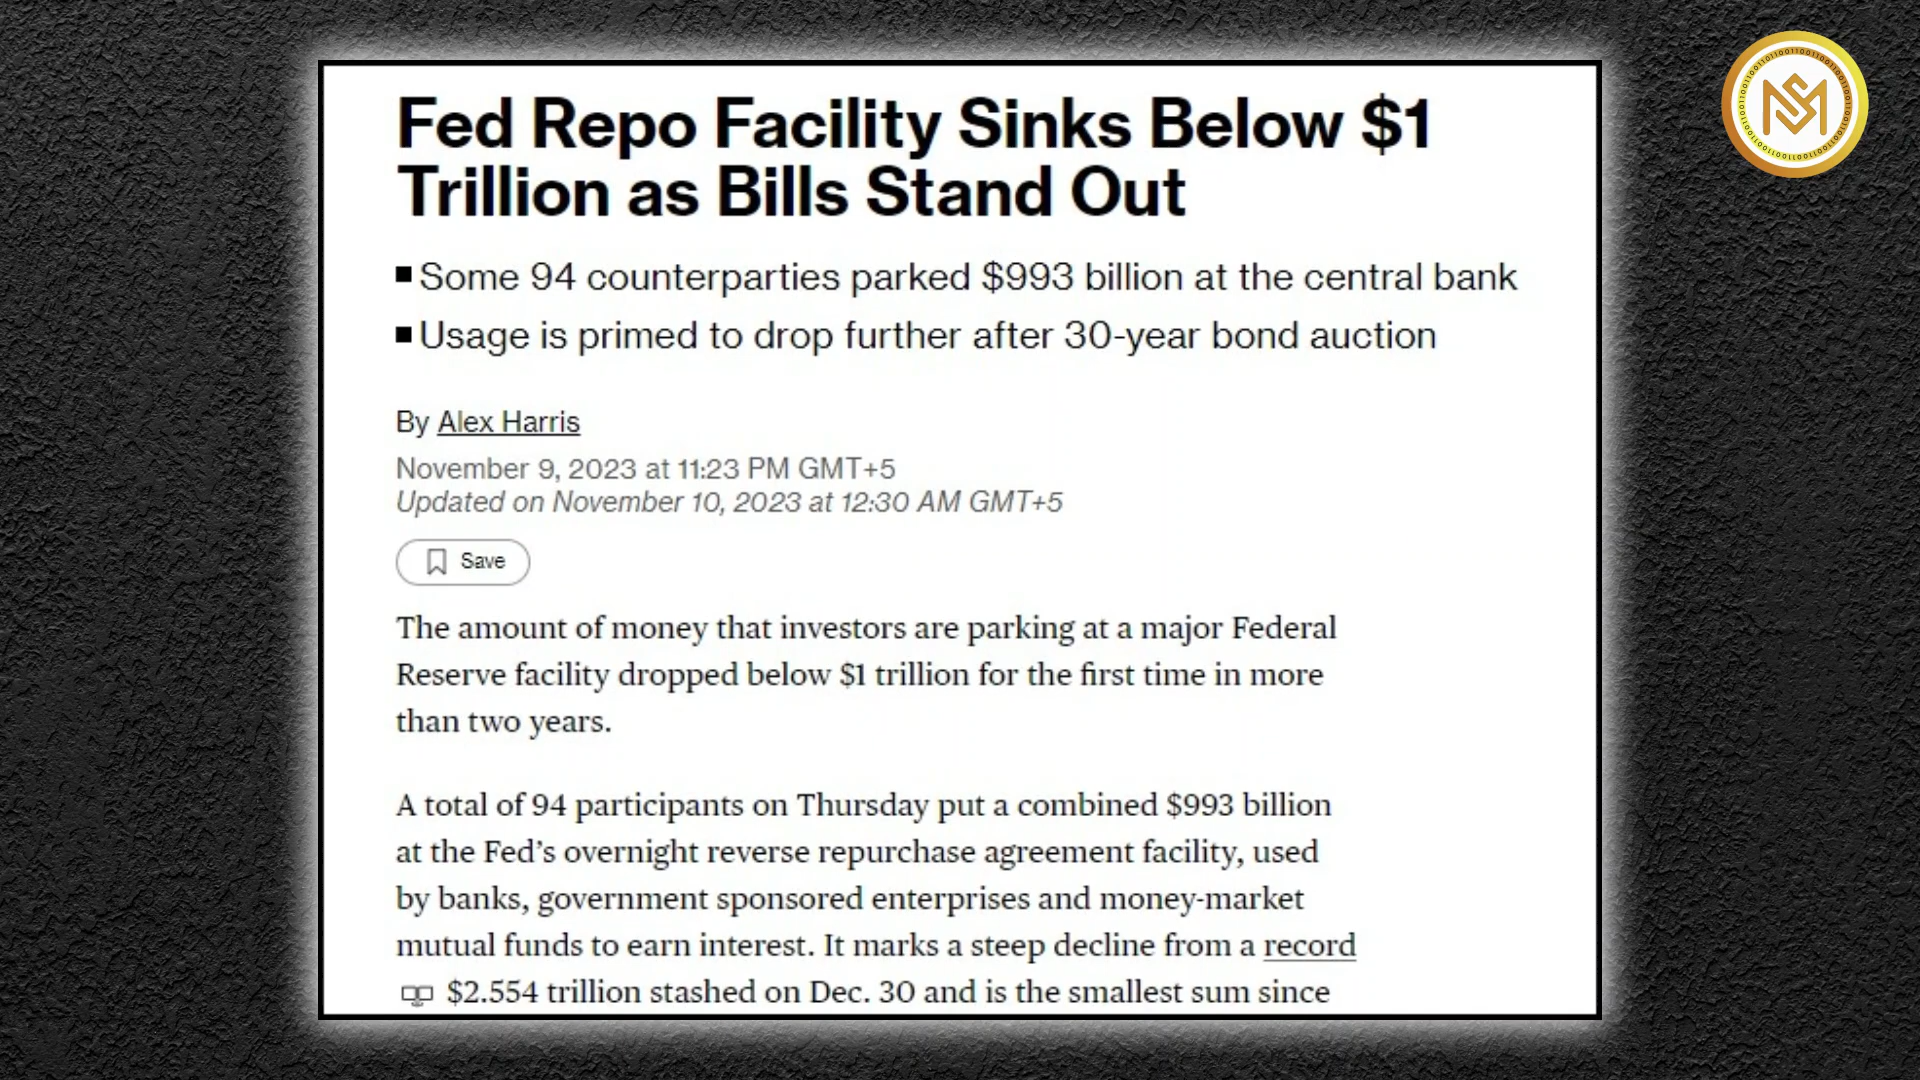 Fed Repo Facility Sinks Below $1
Trillion as Bills Stand Out
Some 94 counterparties parked $993 billion at the central bank
Usage is primed to drop further after 30-year bond auction
By Alex Harris
November 9, 2023 at 11:23 PM GMT+5
Updated on November 10, 2023 at 12:30 AM GMT+5
Save
The amount of money that investors are parking at a major Federal
Reserve facility dropped below $1 trillion for the first time in more
than two years.
A total of 94 participants on Thursday put a combined $993 billion
at the Fed’s overnight reverse repurchase agreement facility, used
by banks, government sponsored enterprises and money-market
mutual funds to earn interest. It marks a steep decline from a record
$2.554 trillion stashed on Dec. 30 and is the smallest sum since